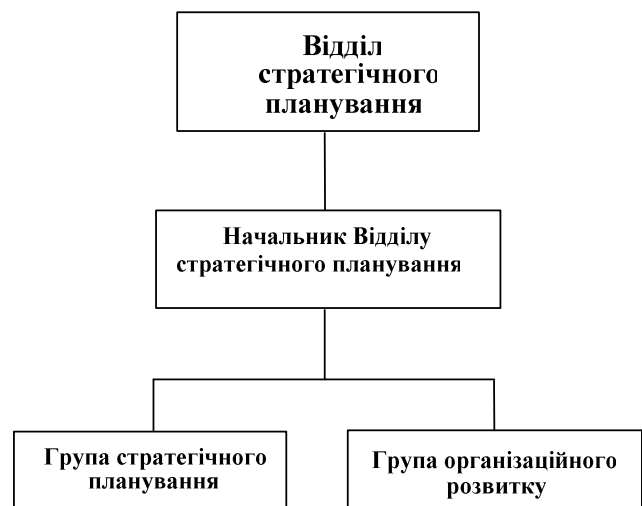 Відділ
стратегічного
планування
Начальник Відділу
стратегічного планування
Група стратегічного
планування
Група організаційного
розвитку